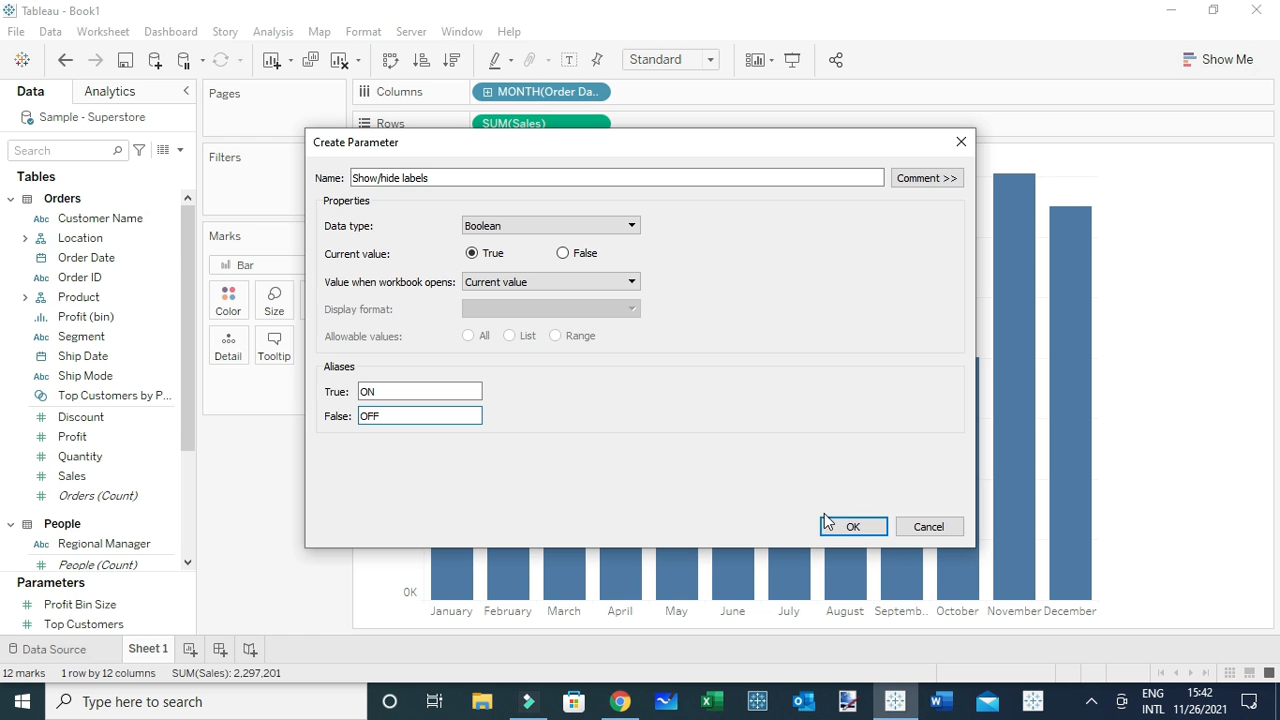 Tableau - Book1
File Data Worksheet Dashboard Story Analysis Map Format Server Window Help
Standard
Show Me
Data Analytics
Pages
Columns
MONTH(Order Da..
Sample - Superstore
Rows
SUM(Sales)
Search
Filters
Tables
Orders
Abc Customer Name
Location
Order Date
Abc Order ID
Product
Profit (bin)
Abc Segment
Ship Date
Abc Ship Mode
Top Customers by P...
Discount
Profit
Quantity
Sales
Orders (Count)
People
Abc Regional Manager
People (Count)
Parameters
Profit Bin Size
Top Customers
Marks
Bar
Color Size
Detail Tooltip
Create Parameter
Name: Show/hide labels Comment >>
Properties
Data type: Boolean
Current value: True False
Value when workbook opens: Current value
Display format:
Allowable values: All List Range
Aliases
True: ON
False: OFF
OK Cancel
0K
January February March April May June July August Septemb.. October November December
Data Source Sheet 1
12 marks 1 row by 12 columns SUM(Sales): 2,297,201
Type here to search
ENG
INTL
15:42
11/26/2021